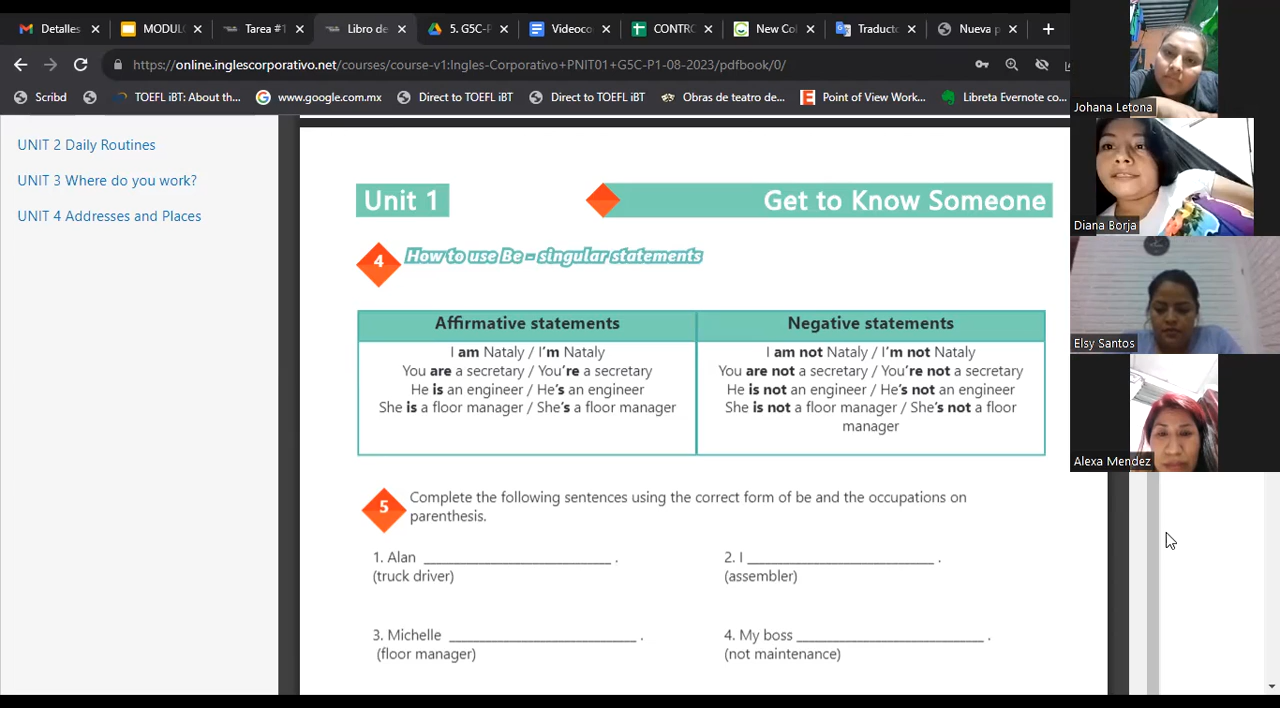 Detalles
MODUL
Tarea #1
Libro de
5. G5C
Videoco
CONTRO
New Col
Traducto
Nueva p
https://online.inglescorporativo.net/courses/course-v1:Ingles-Corporativo+PNIT01+G5C-P1-08-2023/pdfbook/0/
Scribd
TOEFL iBT: About th...
www.google.com.mx
Direct to TOEFL iBT
Direct to TOEFL iBT
Obras de teatro de...
Point of View Work...
Libreta Evernote co...
UNIT 2 Daily Routines
UNIT 3 Where do you work?
UNIT 4 Addresses and Places
Unit 1
Get to Know Someone
4
How to use Be - singular statements
Affirmative statements
I am Nataly / I'm Nataly
You are a secretary / You're a secretary
He is an engineer / He's an engineer
She is a floor manager / She's a floor manager
Negative statements
I am not Nataly / I'm not Nataly
You are not a secretary / You're not a secretary
He is not an engineer / He's not an engineer
She is not a floor manager / She's not a floor
manager
5
Complete the following sentences using the correct form of be and the occupations on
parenthesis.
1. Alan ___________________________ .
(truck driver)
2. I ___________________________ .
(assembler)
3. Michelle ___________________________ .
(floor manager)
4. My boss ___________________________ .
(not maintenance)
Johana Letona
Diana Borja
Elsy Santos
Alexa Mendez